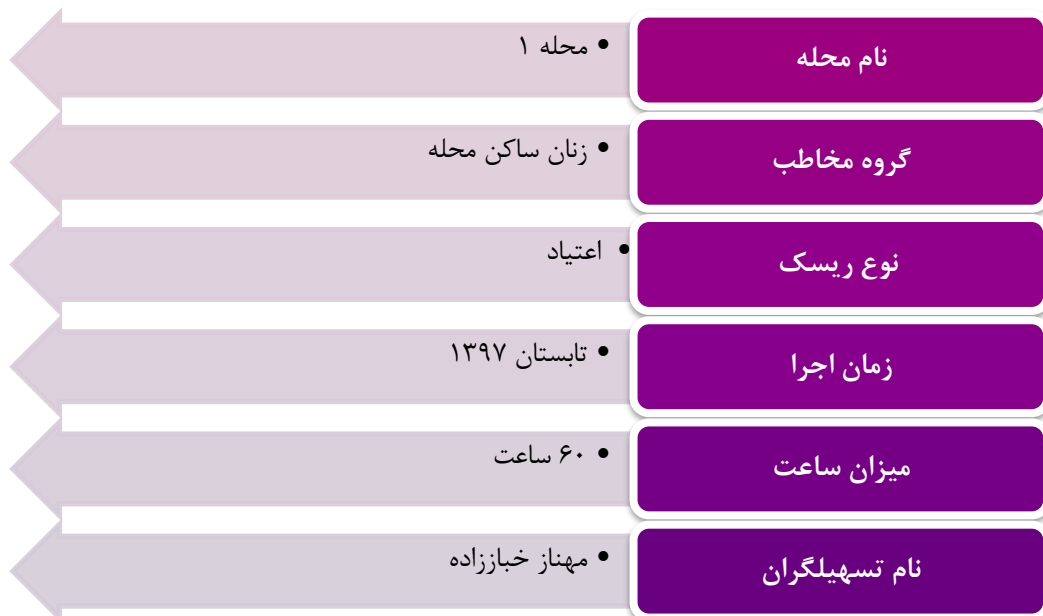 نام محله
• محله ۱
گروه مخاطب
• زنان ساکن محله
نوع ریسک
• اعتیاد
زمان اجرا
• تابستان ۱۳۹۷
میزان ساعت
• ۶۰ ساعت
نام تسهیلگران
• مهناز خباززاده